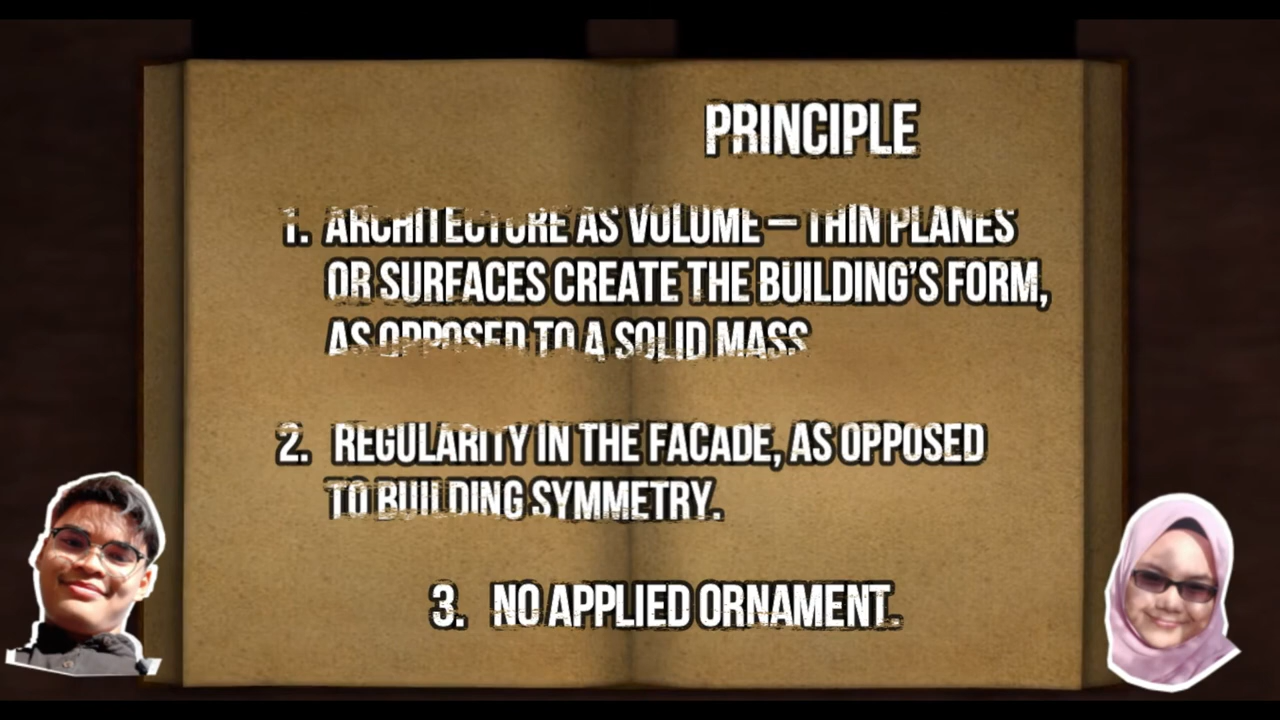 PRINCIPLE
1. ARCHITECTURE AS VOLUME – THIN PLANES
OR SURFACES CREATE THE BUILDING'S FORM,
AS OPPOSED TO A SOLID MASS
2. REGULARITY IN THE FACADE, AS OPPOSED
TO BUILDING SYMMETRY.
3. NO APPLIED ORNAMENT.